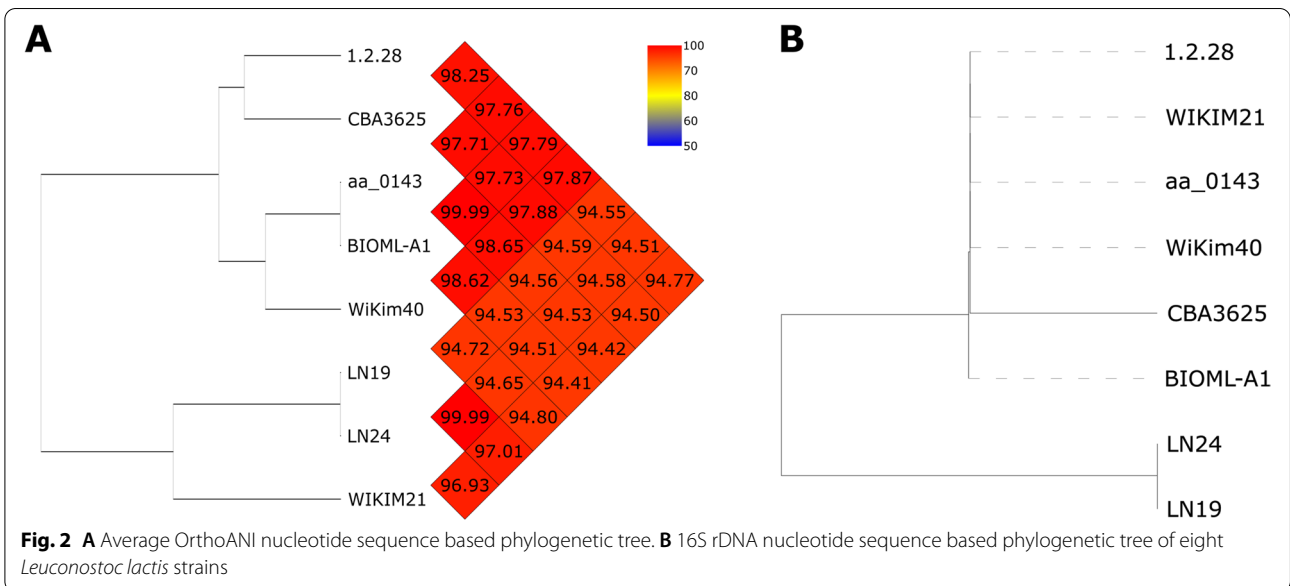 A
1.2.28
CBA3625
aa_0143
BIOML-A1
WiKim40
LN19
LN24
WIKIM21
98.25
97.76
97.71 97.79
97.73 97.87
99.99 97.88 94.55
98.65 94.59 94.51
98.62 94.56 94.58 94.77
94.53 94.53 94.50
94.72 94.51 94.42
94.65 94.41
99.99 94.80
97.01
96.93
100
70
80
60
50
B
1.2.28
WIKIM21
aa_0143
WiKim40
CBA3625
BIOML-A1
LN24
LN19
Fig. 2 A Average OrthoANI nucleotide sequence based phylogenetic tree. B 16S rDNA nucleotide sequence based phylogenetic tree of eight
Leuconostoc lactis strains